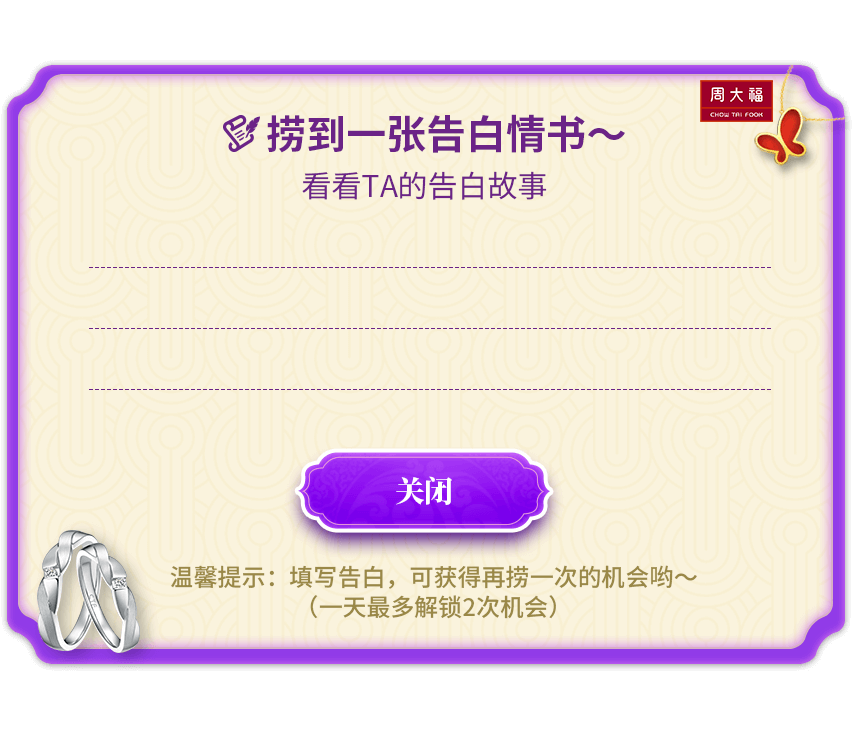 周大福
CHOW TAI FOOK
捞到一张告白情书～
看看TA的告白故事
关闭
温馨提示：填写告白，可获得再捞一次的机会哟～
（一天最多解锁2次机会）